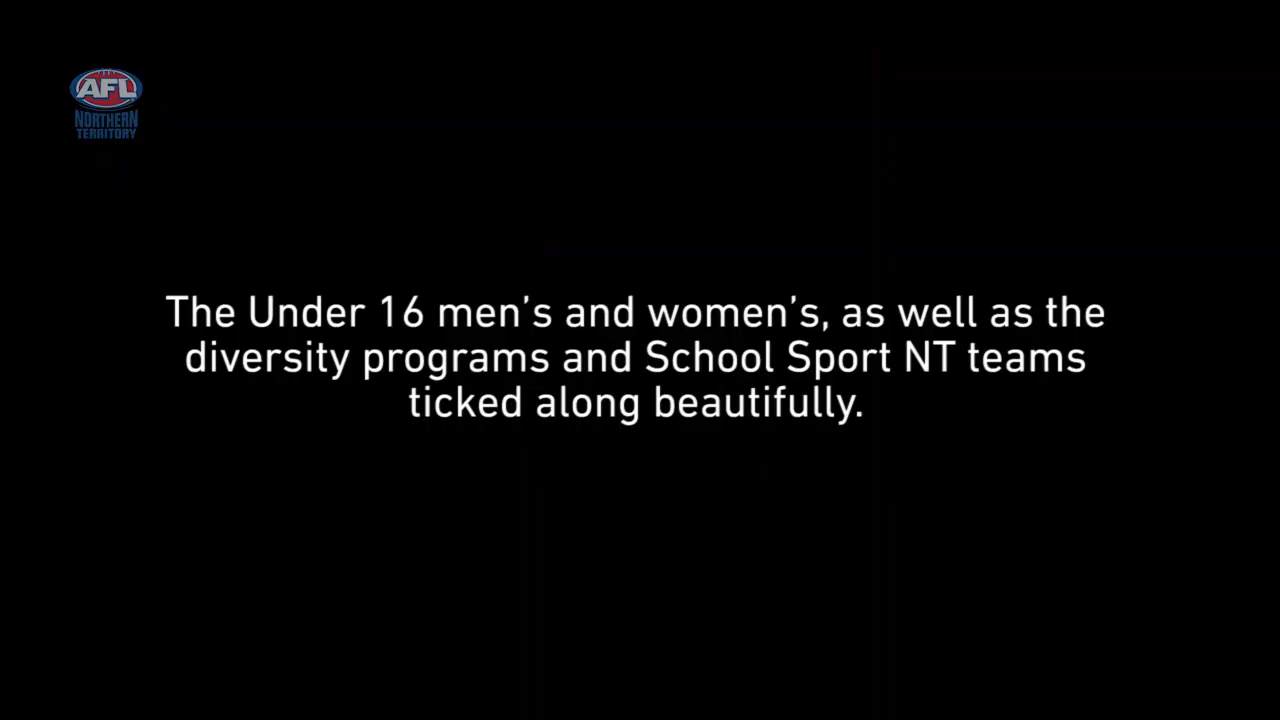 AFL
NORTHERN
TERRITORY
The Under 16 men’s and women’s, as well as the
diversity programs and School Sport NT teams
ticked along beautifully.